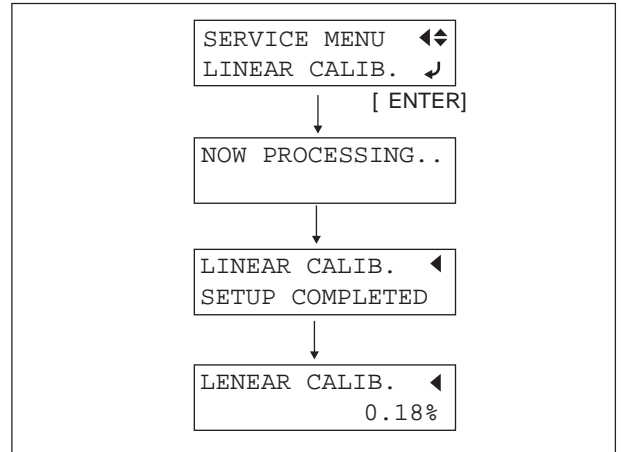 SERVICE MENU ◀◆
LINEAR CALIB. ↵
[ ENTER]
NOW PROCESSING..
LINEAR CALIB. ◀
SETUP COMPLETED
LENEAR CALIB. ◀
0.18%